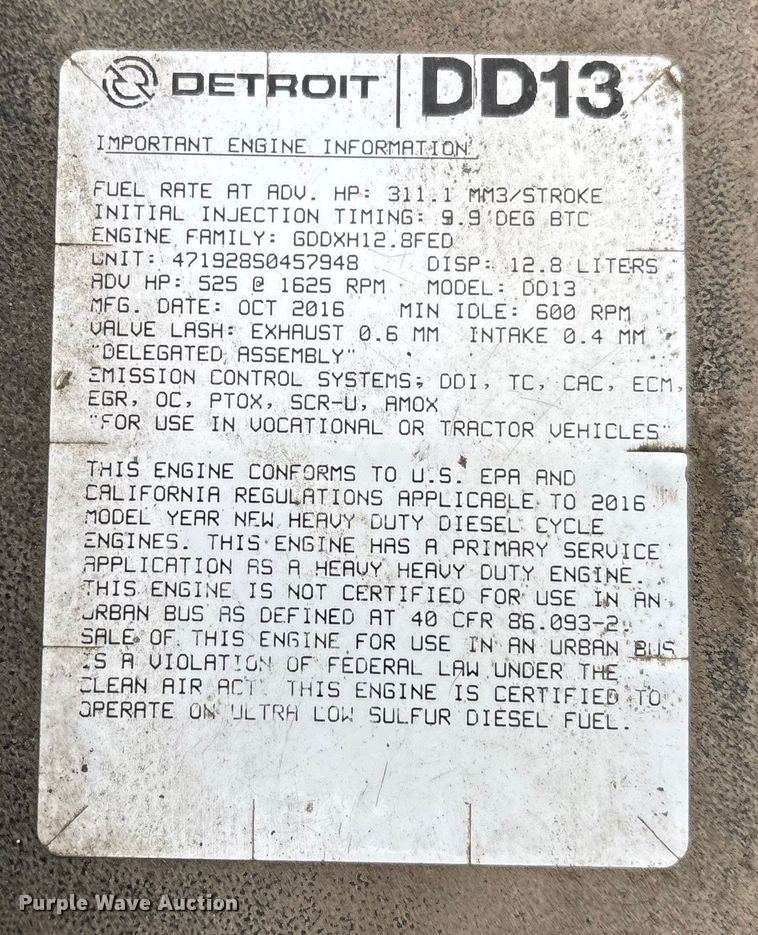 DETROIT | DD13
IMPORTANT ENGINE INFORMATION
FUEL RATE AT ADV. HP: 311.1 MM3/STROKE
INITIAL INJECTION TIMING: 9.9 DEG BTC
ENGINE FAMILY: GDDXH12.8FED
UNIT: 471928S0457948 DISP: 12.8 LITERS
ADV HP: 525 @ 1625 RPM MODEL: DD13
MFG. DATE: OCT 2016 MIN IDLE: 600 RPM
VALVE LASH: EXHAUST 0.6 MM INTAKE 0.4 MM
"DELEGATED ASSEMBLY"
EMISSION CONTROL SYSTEMS: DDI, TC, CAC, ECM,
EGR, OC, PTOX, SCR-U, AMOX
"FOR USE IN VOCATIONAL OR TRACTOR VEHICLES"
THIS ENGINE CONFORMS TO U.S. EPA AND
CALIFORNIA REGULATIONS APPLICABLE TO 2016
MODEL YEAR NEW HEAVY DUTY DIESEL CYCLE
ENGINES. THIS ENGINE HAS A PRIMARY SERVICE
APPLICATION AS A HEAVY HEAVY DUTY ENGINE.
THIS ENGINE IS NOT CERTIFIED FOR USE IN AN
URBAN BUS AS DEFINED AT 40 CFR 86.093-2.
SALE OF THIS ENGINE FOR USE IN AN URBAN BUS
IS A VIOLATION OF FEDERAL LAW UNDER THE
CLEAN AIR ACT. THIS ENGINE IS CERTIFIED TO
OPERATE ON ULTRA LOW SULFUR DIESEL FUEL.
Purple Wave Auction